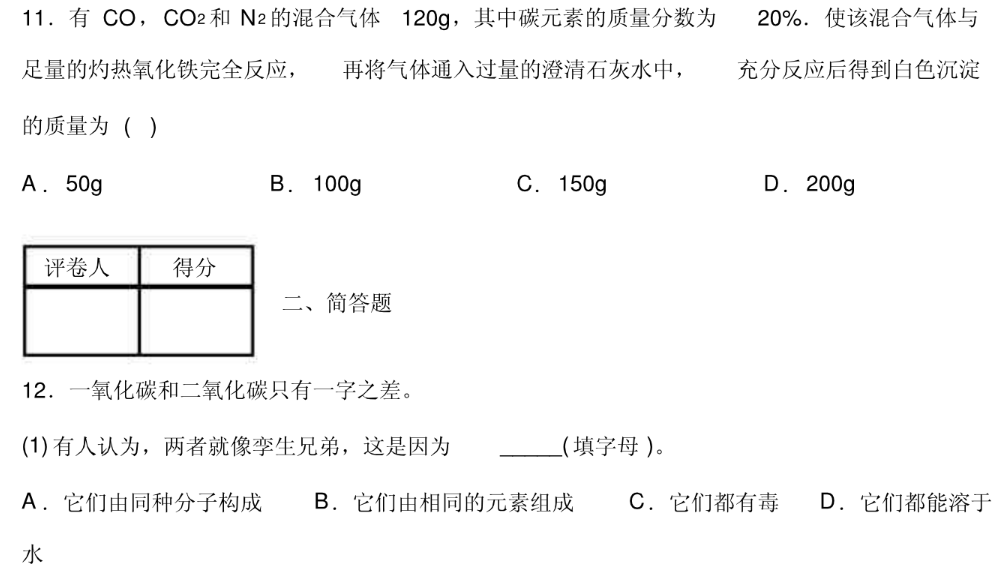 11．有 CO，CO2和 N2的混合气体 120g，其中碳元素的质量分数为 20%．使该混合气体与
足量的灼热氧化铁完全反应， 再将气体通入过量的澄清石灰水中， 充分反应后得到白色沉淀
的质量为 ( )
A．50g B．100g C．150g D．200g
评卷人 得分
二、简答题
12．一氧化碳和二氧化碳只有一字之差。
(1)有人认为，两者就像孪生兄弟，这是因为 _____(填字母 )。
A．它们由同种分子构成 B．它们由相同的元素组成 C．它们都有毒 D．它们都能溶于
水